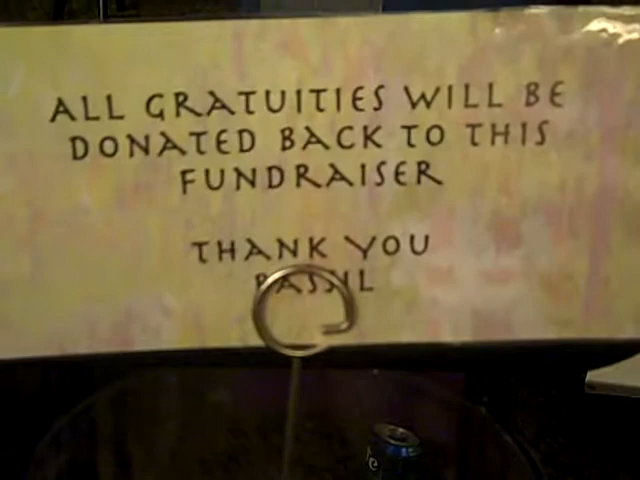 ALL GRATUITIES WILL BE
DONATED BACK TO THIS
FUNDRAISER
THANK YOU